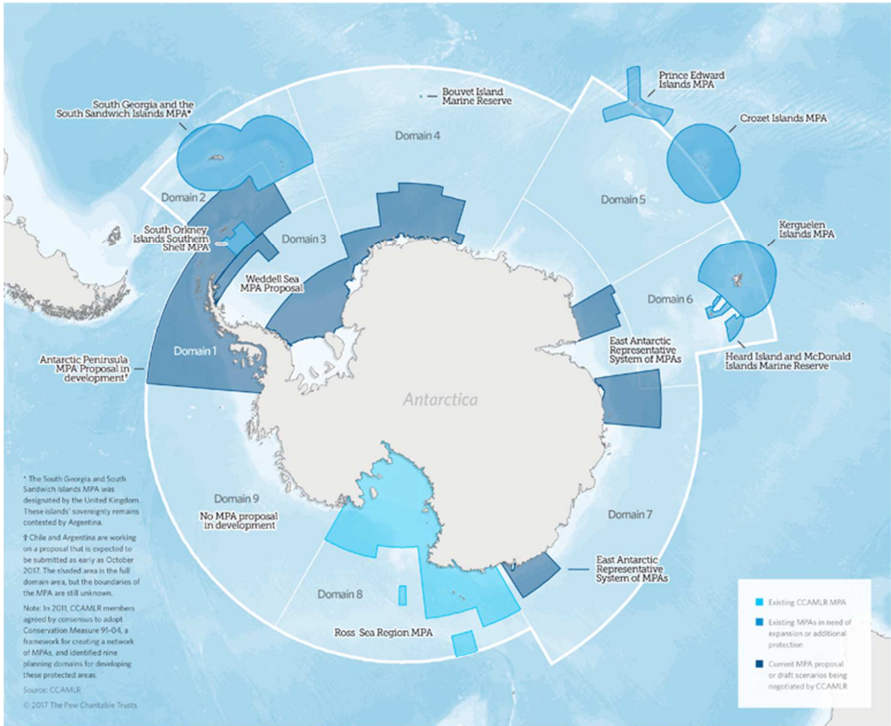 South Georgia and the
South Sandwich Islands MPA*
Bouvet Island
Marine Reserve
Prince Edward
Islands MPA
Crozet Islands MPA
Domain 4
Domain 2
Domain 5
South Orkney
Islands Southern
Shelf MPA
Domain 3
Kerguelen
Islands MPA
Weddell Sea
MPA Proposal
Domain 6
Antarctic Peninsula
MPA Proposal in
development†
Domain 1
East Antarctic
Representative
System of MPAs
Heard Island and McDonald
Islands Marine Reserve
Antarctica
* The South Georgia and South
Sandwich Islands MPA was
designated by the United Kingdom.
These islands' sovereignty remains
contested by Argentina.
† Chile and Argentina are working
on a proposal that is expected to
be submitted as early as October
2017. The shaded area is the full
domain area, but the boundaries of
the MPA are still unknown.
Note: In 2011, CCAMLR members
agreed by consensus to adopt
Conservation Measure 91-04, a
framework for creating a network
of MPAs, and identified nine
planning domains for developing
these protected areas.
Source: CCAMLR
© 2017 The Pew Charitable Trusts
Domain 9
No MPA proposal
in development
Domain 7
Domain 8
East Antarctic
Representative
System of MPAs
Ross Sea Region MPA
Existing CCAMLR MPA
Existing MPAs in need of
expansion or additional
protection
Current MPA proposal
or draft scenarios being
negotiated by CCAMLR